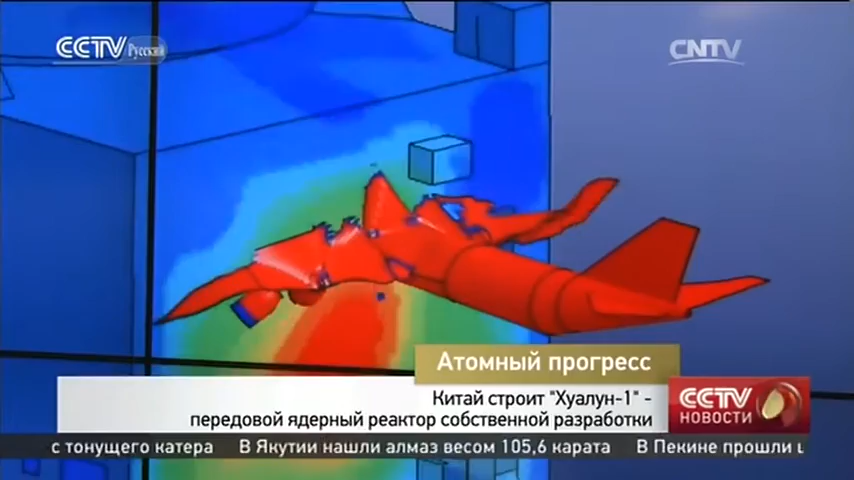 CCTV Русский
CNTV
Атомный прогресс
Китай строит "Хуалун-1" -
передовой ядерный реактор собственной разработки
CCTV
НОВОСТИ
с тонущего катера В Якутии нашли алмаз весом 105,6 карата В Пекине прошли